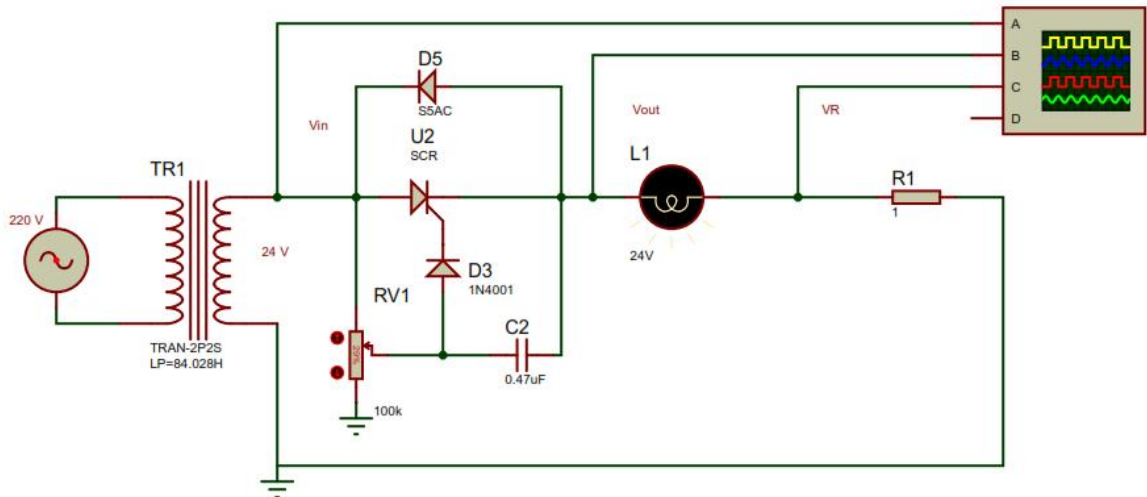 A
B
C
D
D5
S5AC
Vin
Vout
VR
U2
SCR
L1
24V
R1
1
TR1
220 V
24 V
TRAN-2P2S
LP=84.028H
D3
1N4001
RV1
29%
100k
C2
0.47uF